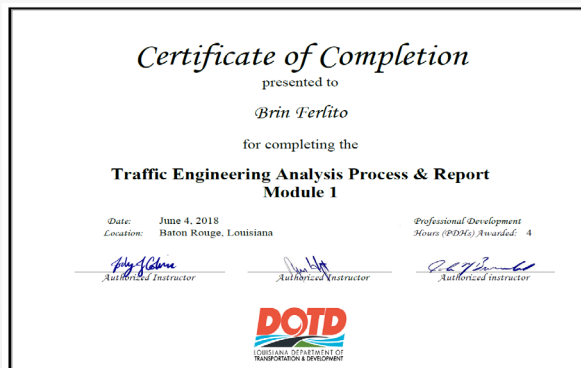 Certificate of Completion
presented to
Brin Ferlito
for completing the
Traffic Engineering Analysis Process & Report
Module 1
Date: June 4, 2018
Location: Baton Rouge, Louisiana
Professional Development
Hours (PDHs) Awarded: 4
Authorized Instructor
Authorized Instructor
Authorized instructor
DOTD
LOUISIANA DEPARTMENT OF
TRANSPORTATION & DEVELOPMENT